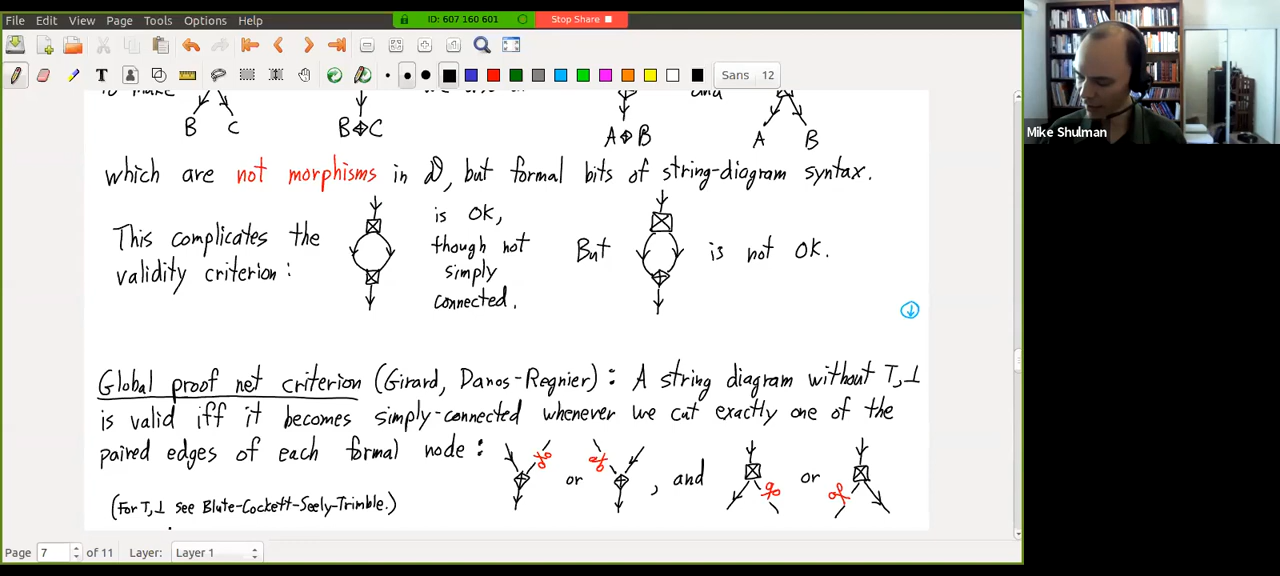 File Edit View Page Tools Options Help
ID: 607 160 601
Stop Share
Sans 12
to make
and
B C
B⊕C
A⊕B
A B
which are not morphisms in 𝒟, but formal bits of string-diagram syntax.
This complicates the
validity criterion:
is OK,
though not
simply
connected.
But
is not OK.
Global proof net criterion (Girard, Danos-Regnier): A string diagram without ⊤,⊥
is valid iff it becomes simply-connected whenever we cut exactly one of the
paired edges of each formal node:
or
, and
or
(For ⊤,⊥ see Blute-Cockett-Seely-Trimble.)
Page 7 of 11 Layer: Layer 1
Mike Shulman